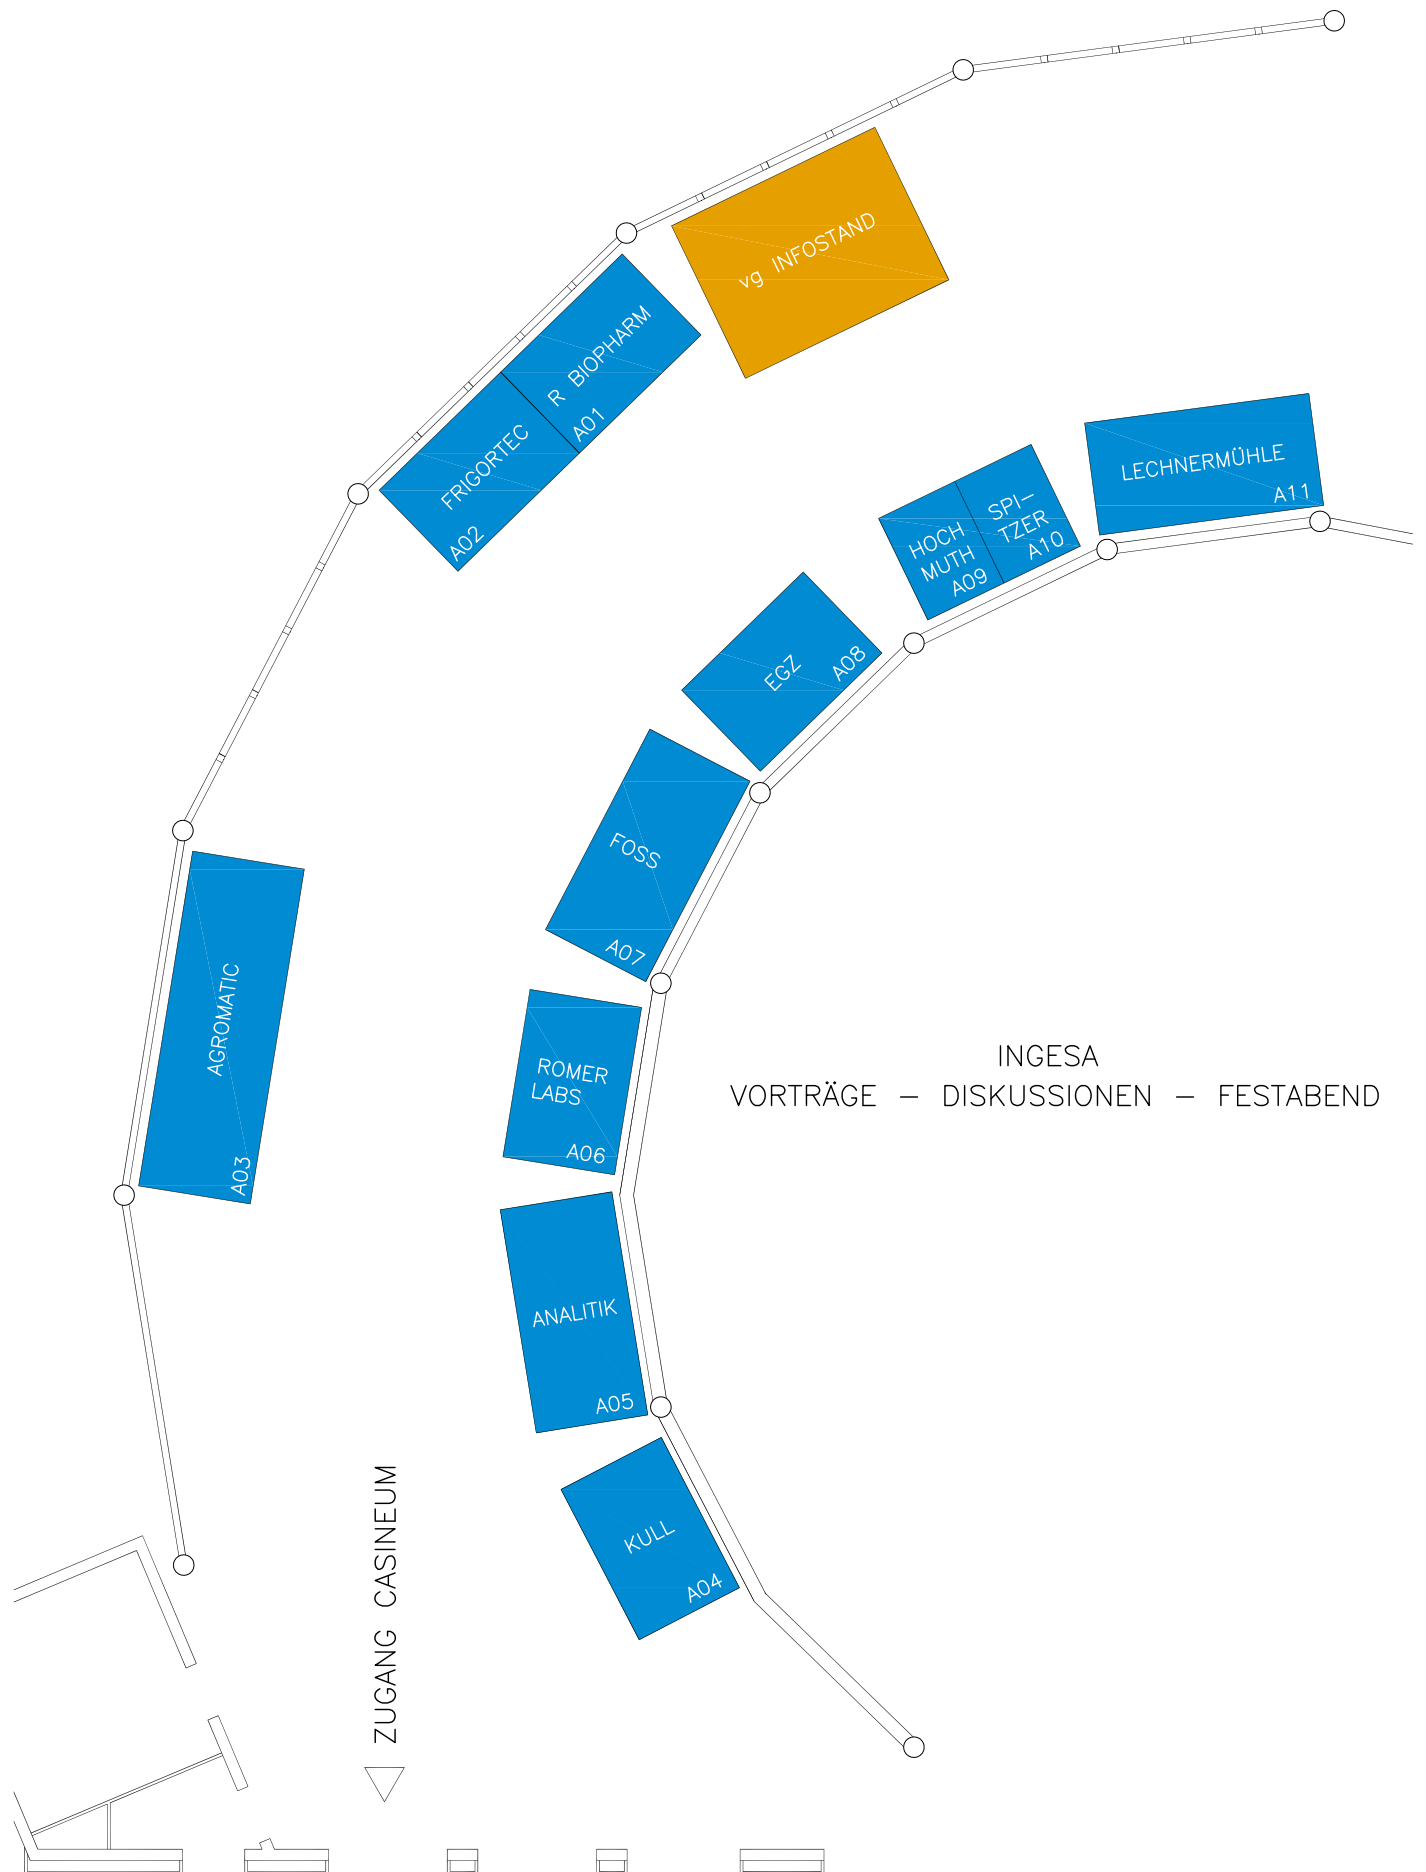 vg INFOSTAND
R BIOPHARM
A01
FRIGORTEC
A02
LECHNERMÜHLE
A11
SPI–
TZER
A10
HOCH
MUTH
A09
EGZ
A08
FOSS
A07
AGROMATIC
A03
ROMER
LABS
A06
INGESA
VORTRÄGE – DISKUSSIONEN – FESTABEND
ANALITIK
A05
KULL
A04
ZUGANG CASINEUM